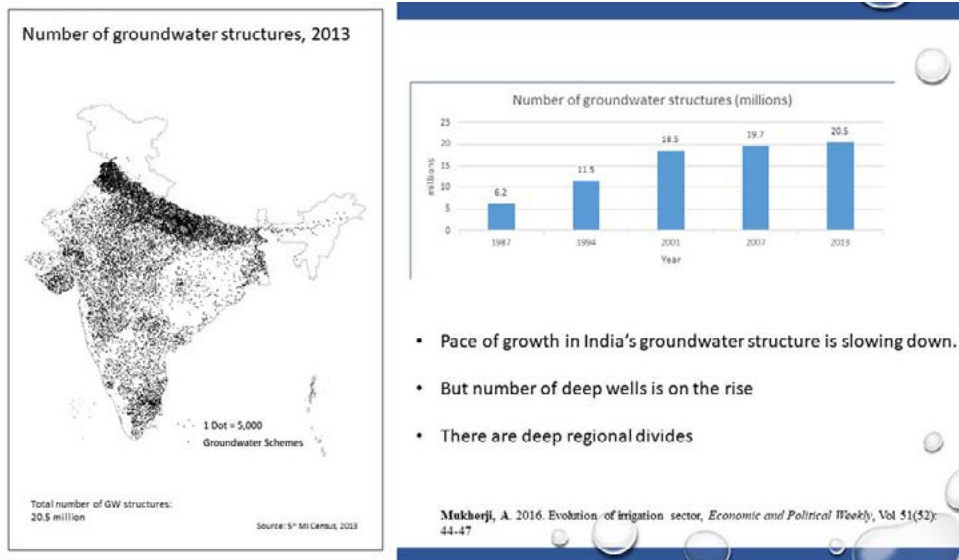 Number of groundwater structures, 2013
1 Dot = 5,000
Groundwater Schemes
Total number of GW structures:
20.5 million
Source: 5th MI Census, 2013
Number of groundwater structures (millions)
25
20
15
10
5
0
millions
6.2
11.5
18.5
19.7
20.5
1987
1994
2001
2007
2013
Year
• Pace of growth in India's groundwater structure is slowing down.
• But number of deep wells is on the rise
• There are deep regional divides
Mukherji, A. 2016. Evolution of irrigation sector, Economic and Political Weekly, Vol 51(52):
44-47